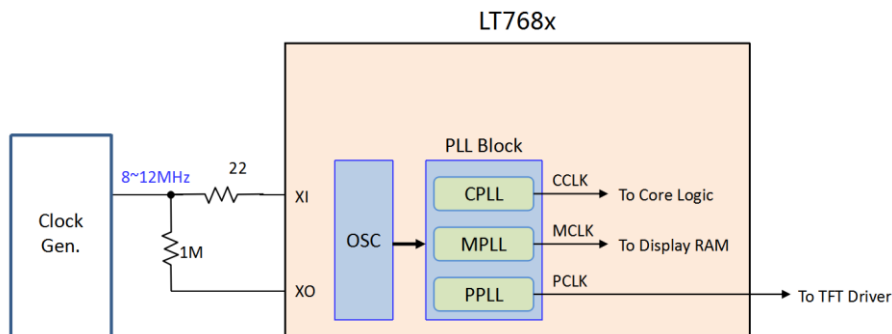 LT768x
PLL Block
8~12MHz
22
XI
CPLL
CCLK
To Core Logic
Clock
Gen.
1M
OSC
MPLL
MCLK
To Display RAM
XO
PPLL
PCLK
To TFT Driver